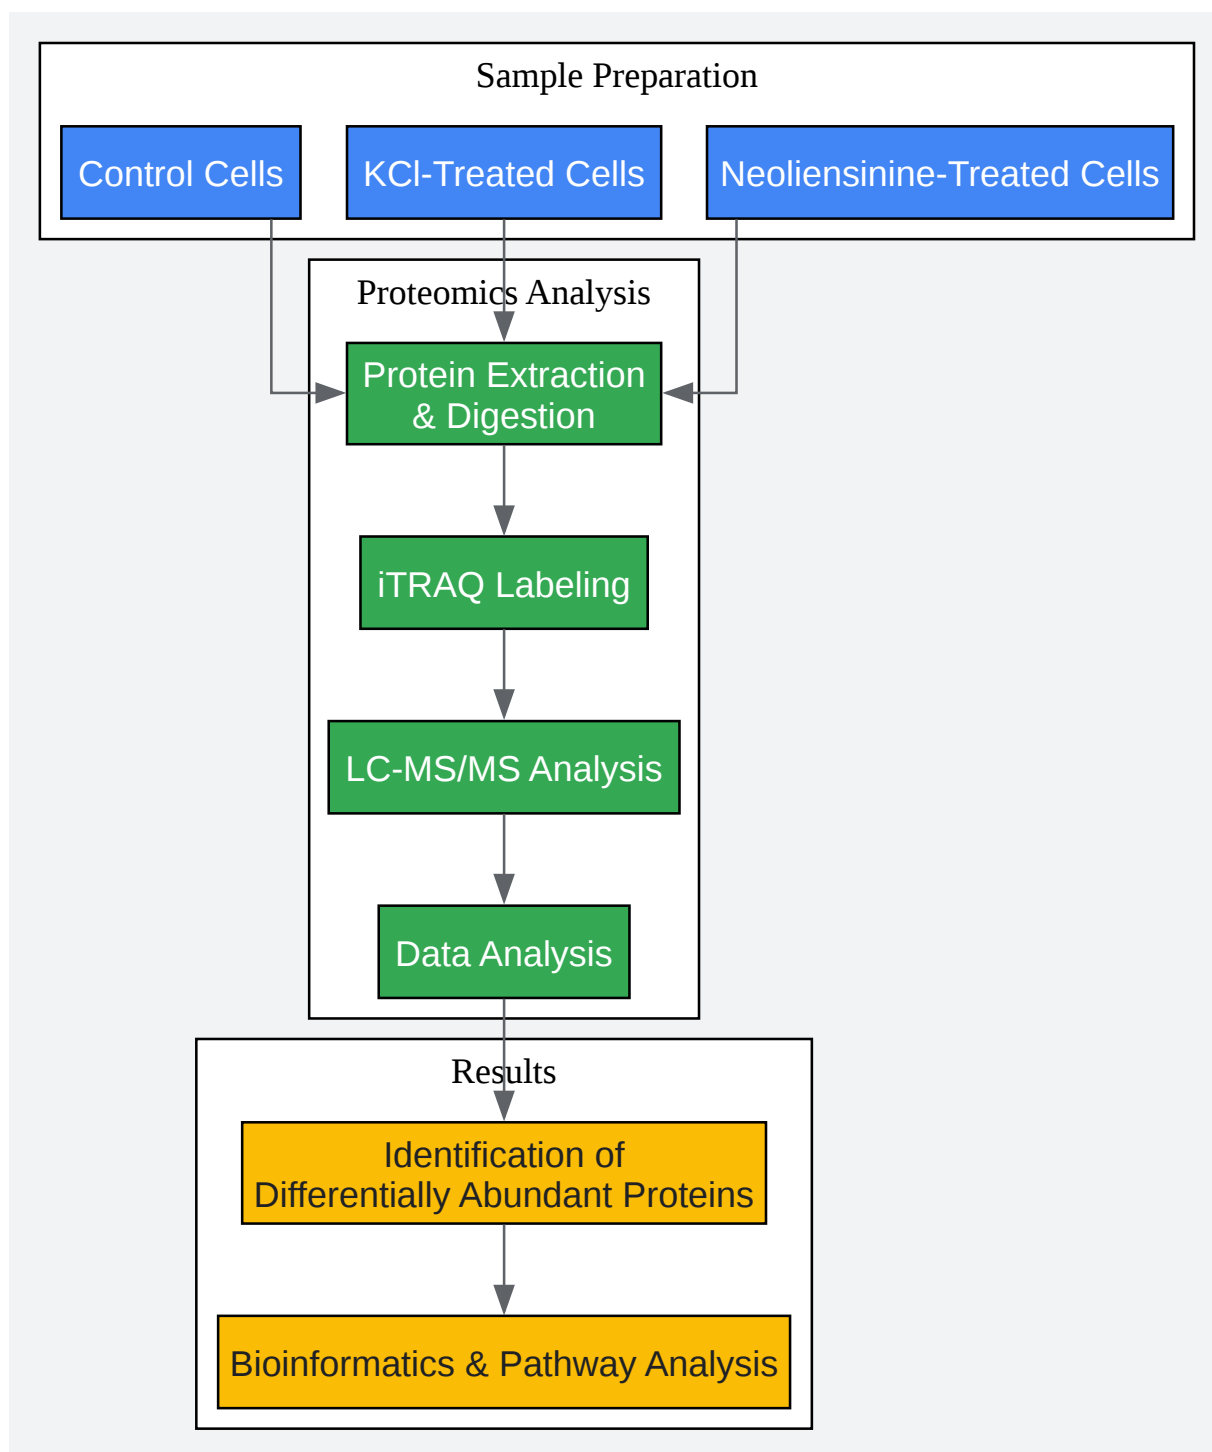 Sample Preparation
Control Cells
KCl-Treated Cells
Neoliensinine-Treated Cells
Proteomics Analysis
Protein Extraction
& Digestion
iTRAQ Labeling
LC-MS/MS Analysis
Data Analysis
Results
Identification of
Differentially Abundant Proteins
Bioinformatics & Pathway Analysis